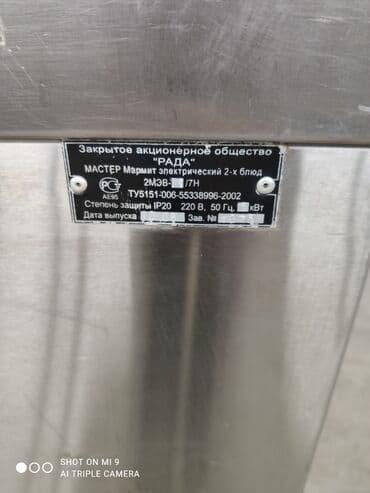 Закрытое акционерное общество
"РАДА"
МАСТЕР Мармит электрический 2-х блюд
2МЭВ- /7Н
ТУ5151-006-55338996-2002
АЕ95
Степень защиты IP20 220 В, 50 Гц, кВт
Дата выпуска Зав. №
SHOT ON MI 9
AI TRIPLE CAMERA